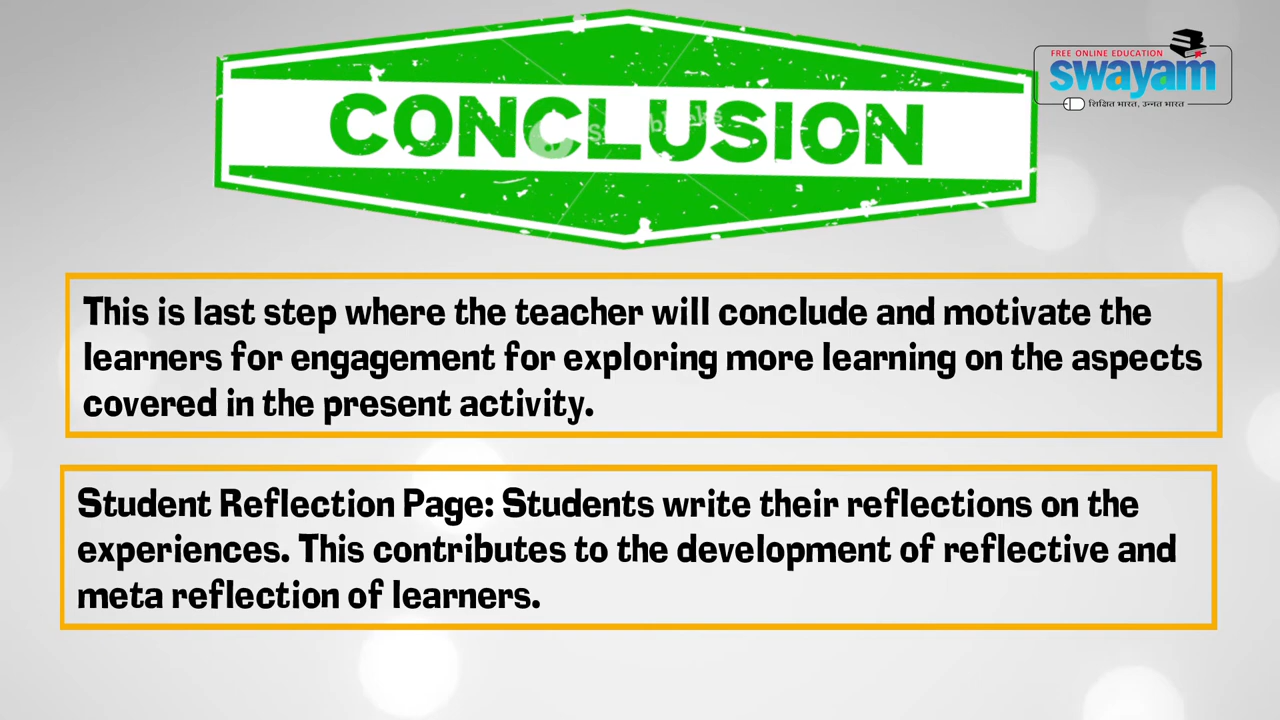 CONCLUSION
FREE ONLINE EDUCATION
swayam
शिक्षित भारत, उन्नत भारत
This is last step where the teacher will conclude and motivate the
learners for engagement for exploring more learning on the aspects
covered in the present activity.
Student Reflection Page: Students write their reflections on the
experiences. This contributes to the development of reflective and
meta reflection of learners.